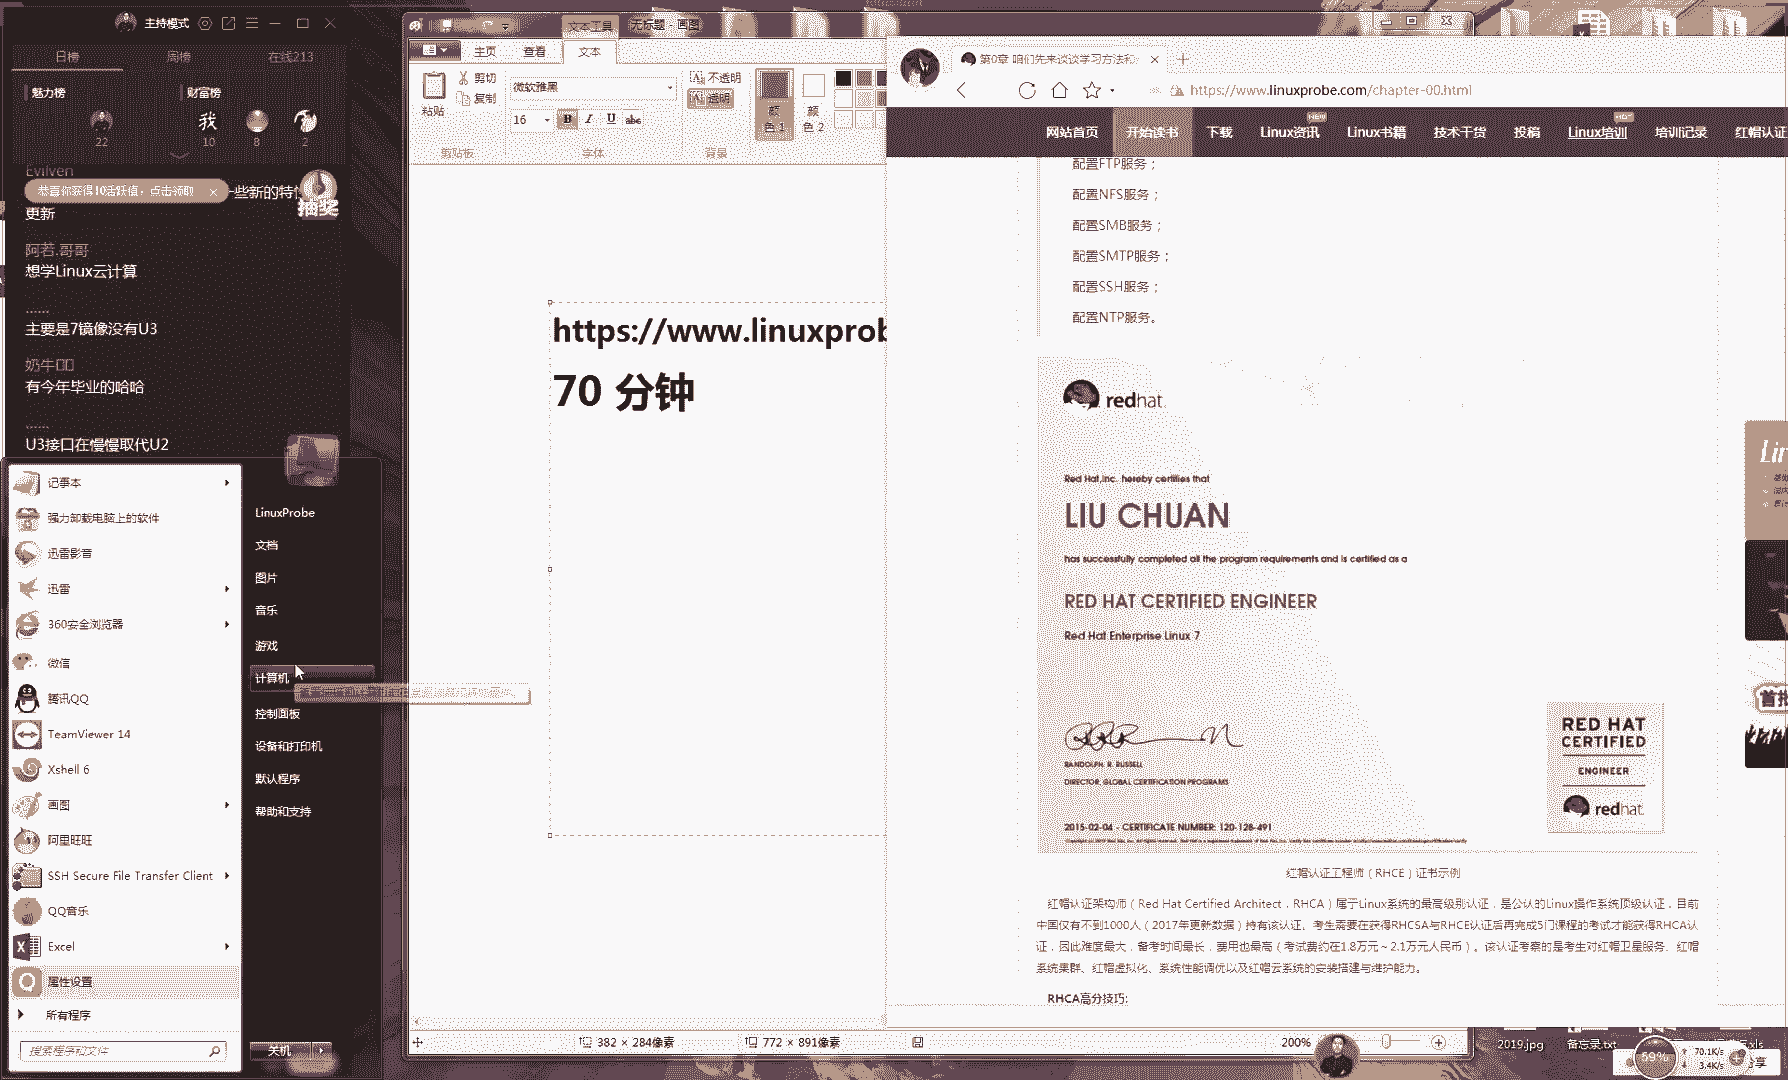 主持模式
日榜 周榜 在线213
魅力榜 财富榜
我
22 10 8 2
Evilven
恭喜你获得10活跃值，点击领取 × 一些新的特性
更新
抽奖
阿若.哥哥
想学Linux云计算
......
主要是7镜像没有U3
奶牛
有今年毕业的哈哈
......
U3接口在慢慢取代U2
记事本
强力卸载电脑上的软件
迅雷影音
迅雷
360安全浏览器
微信
腾讯QQ
TeamViewer 14
Xshell 6
画图
阿里旺旺
SSH Secure File Transfer Client
QQ音乐
Excel
属性设置
所有程序
搜索程序和文件
LinuxProbe
文档
图片
音乐
游戏
计算机
控制面板
设备和打印机
默认程序
帮助和支持
关机
文本工具 无标题 - 画图
主页 查看 文本
粘贴
剪切
复制
剪贴板
微软雅黑
16 B I U abc
字体
不透明
透明
背景
颜色 1
颜色 2
https://www.linuxprob
70 分钟
382 × 284像素
772 × 891像素
200%
第0章 咱们先来谈谈学习方法和
https://www.linuxprobe.com/chapter-00.html
网站首页 开始读书 下载 Linux资讯 Linux书籍 技术干货 投稿 Linux培训 培训记录 红帽认证
NEW HOT
配置FTP服务；
配置NFS服务；
配置SMB服务；
配置SMTP服务；
配置SSH服务；
配置NTP服务。
redhat.
Red Hat,Inc. hereby certifies that
LIU CHUAN
has successfully completed all the program requirements and is certified as a
RED HAT CERTIFIED ENGINEER
Red Hat Enterprise Linux 7
RANDOLPH. R. RUSSELL
DIRECTOR, GLOBAL CERTIFICATION PROGRAMS
2015-02-04 - CERTIFICATE NUMBER: 120-128-491
RED HAT
CERTIFIED
ENGINEER
redhat.
红帽认证工程师（RHCE）证书示例
红帽认证架构师（Red Hat Certified Architect，RHCA）属于Linux系统的最高级别认证，是公认的Linux操作系统顶级认证，目前
中国仅有不到1000人（2017年更新数据）持有该认证。考生需要在获得RHCSA与RHCE认证后再完成5门课程的考试才能获得RHCA认
证，因此难度最大，备考时间最长，费用也最高（考试费约在1.8万元～2.1万元人民币）。该认证考察的是考生对红帽卫星服务、红帽
系统集群、红帽虚拟化、系统性能调优以及红帽云系统的安装搭建与维护能力。
RHCA高分技巧:
Lin
首批
2019.jpg 备忘录.txt .xls
59%
70.1K/s
3.4K/s